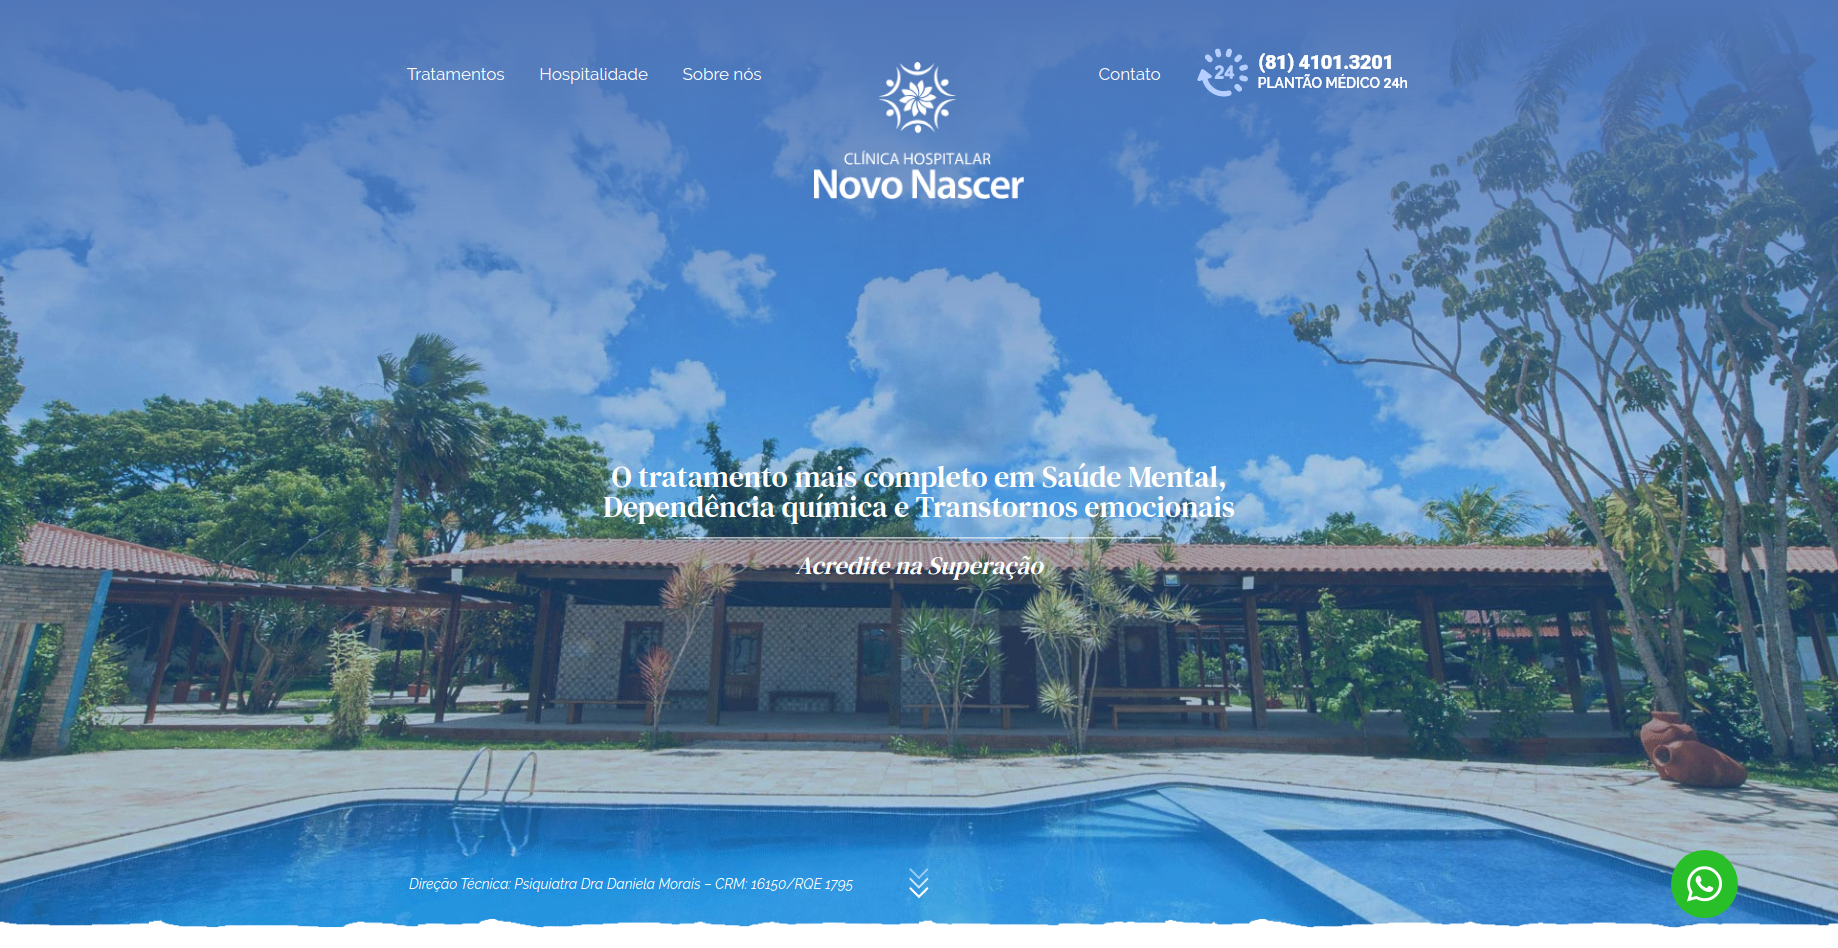 Tratamentos Hospitalidade Sobre nós
CLÍNICA HOSPITALAR
Novo Nascer
Contato
24
(81) 4101.3201
PLANTÃO MÉDICO 24h
O tratamento mais completo em Saúde Mental,
Dependência química e Transtornos emocionais
Acredite na Superação
Direção Técnica: Psiquiatra Dra Daniela Morais – CRM: 16150/RQE 1795